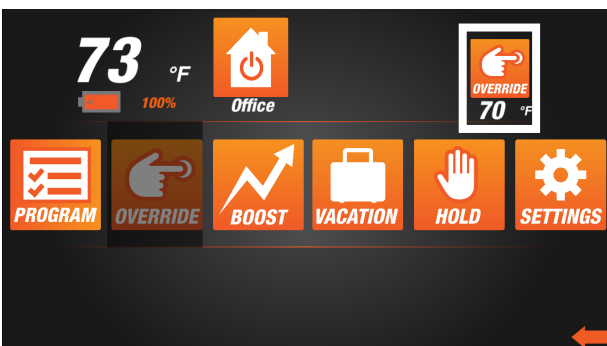 73 °F
100%
Office
OVERRIDE
70 °F
PROGRAM
OVERRIDE
BOOST
VACATION
HOLD
SETTINGS